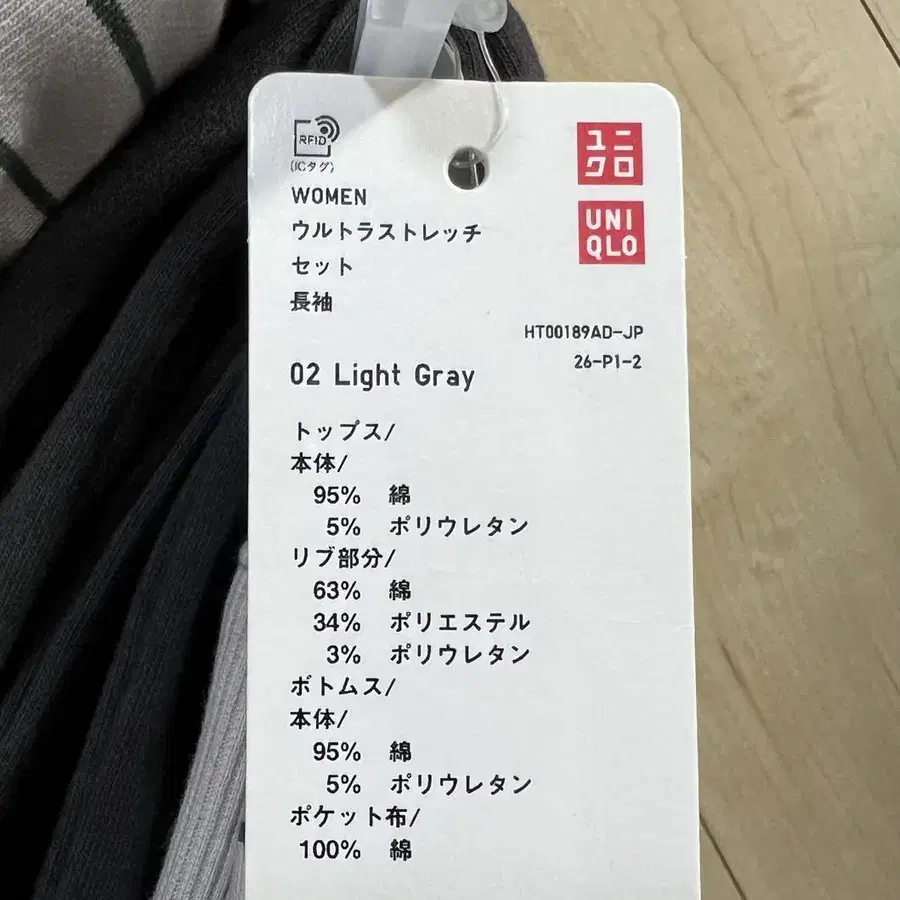 RFID
(ICタグ)
ユニ
クロ
UNI
QLO
WOMEN
ウルトラストレッチ
セット
長袖
HT00189AD-JP
26-P1-2
02 Light Gray
トップス/
本体/
95% 綿
5% ポリウレタン
リブ部分/
63% 綿
34% ポリエステル
3% ポリウレタン
ボトムス/
本体/
95% 綿
5% ポリウレタン
ポケット布/
100% 綿